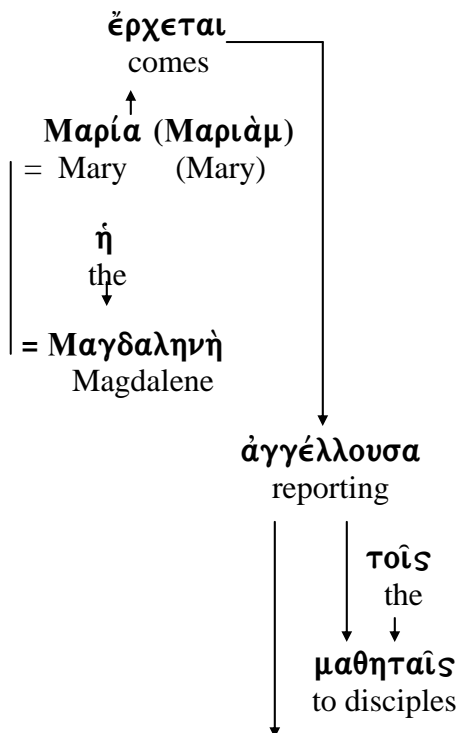 ἔρχεται
comes
Μαρία (Μαριὰμ)
= Mary (Mary)
ἡ
the
= Μαγδαληνὴ
Magdalene
ἀγγέλλουσα
reporting
τοῖς
the
μαθηταῖς
to disciples